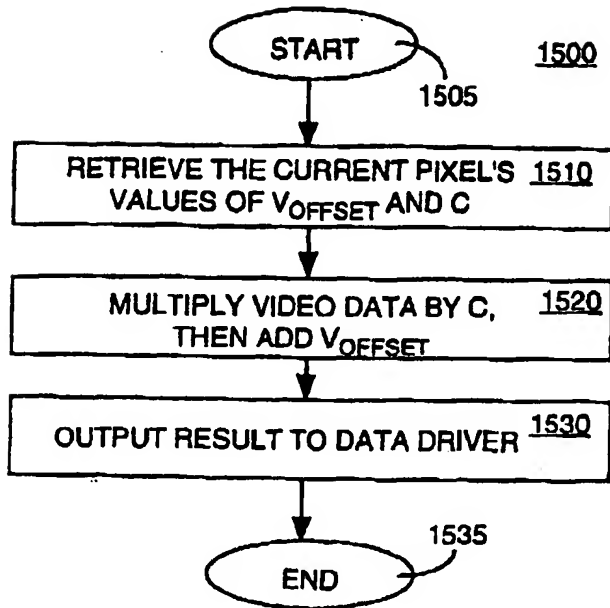 START
1500
1505
RETRIEVE THE CURRENT PIXEL'S 1510
VALUES OF VOFFSET AND C
MULTIPLY VIDEO DATA BY C, 1520
THEN ADD VOFFSET
OUTPUT RESULT TO DATA DRIVER 1530
1535
END